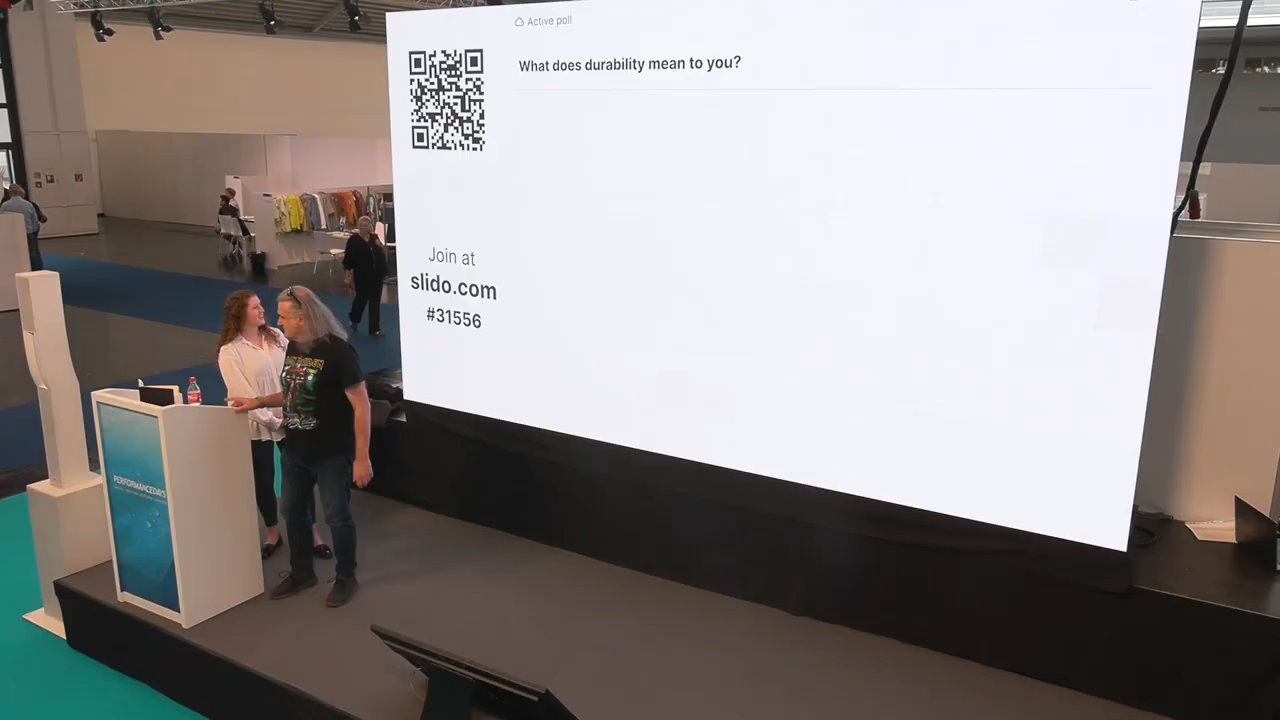 Active poll
What does durability mean to you?
Join at
slido.com
#31556
PERFORMANCEDAYS